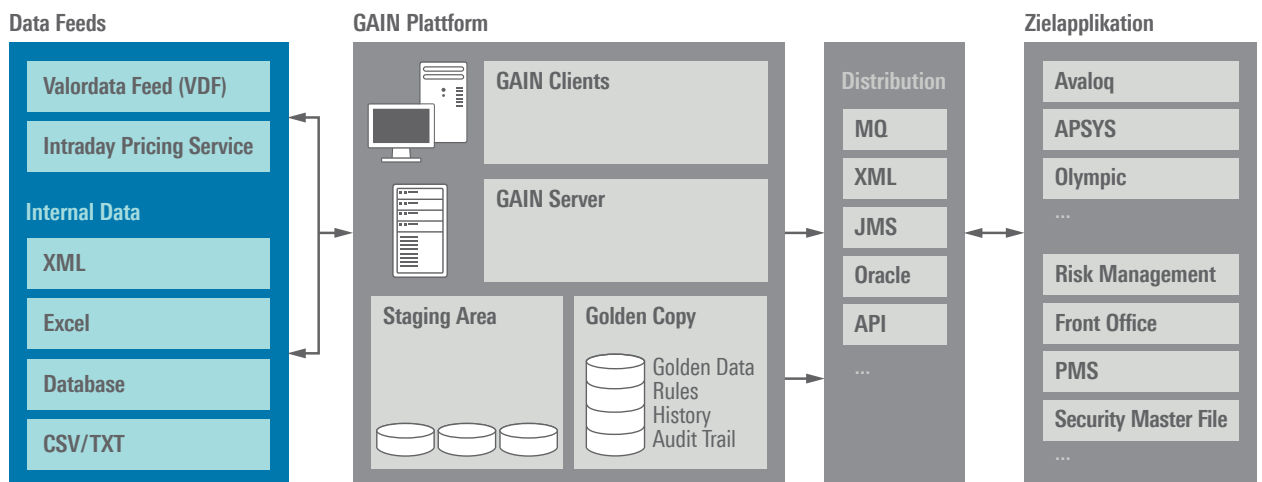 Data Feeds
Valordata Feed (VDF)
Intraday Pricing Service
Internal Data
XML
Excel
Database
CSV/TXT
GAIN Plattform
GAIN Clients
GAIN Server
Staging Area
Golden Copy
Golden Data
Rules
History
Audit Trail
Distribution
MQ
XML
JMS
Oracle
API
...
Zielapplikation
Avaloq
APSYS
Olympic
...
Risk Management
Front Office
PMS
Security Master File
...